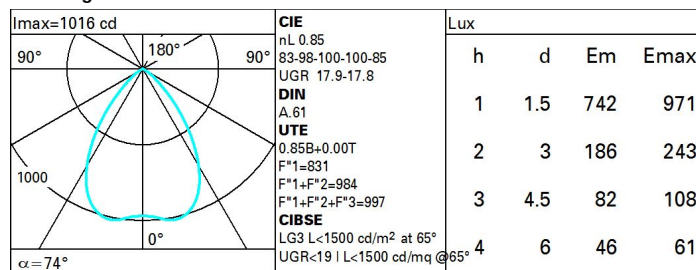 Imax=1016 cd
90°
180°
90°
1000
0°
α=74°
CIE
nL 0.85
83-98-100-100-85
UGR 17.9-17.8
DIN
A.61
UTE
0.85B+0.00T
F"1=831
F"1+F"2=984
F"1+F"2+F"3=997
CIBSE
LG3 L<1500 cd/m² at 65°
UGR<19 | L<1500 cd/mq @65°
Lux
h d Em Emax
1 1.5 742 971
2 3 186 243
3 4.5 82 108
4 6 46 61